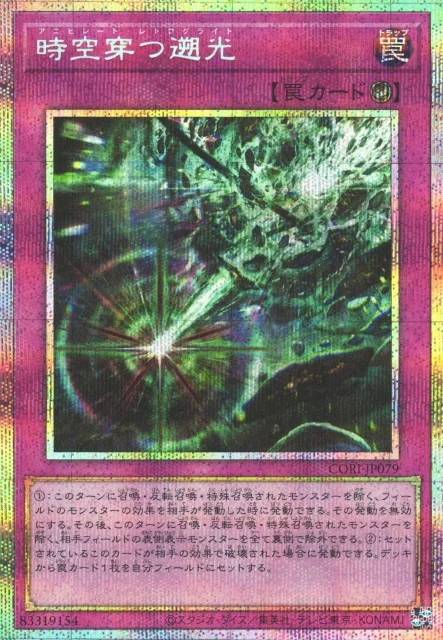 アニヒレート レトログライト
時空穿つ遡光
トラップ
罠
【罠カード】
CORI-JP079
①:このターンに召喚・反転召喚・特殊召喚されたモンスターを除く、フィー
ルドのモンスターの効果を相手が発動した時に発動できる。その発動を無効
にする。その後、このターンに召喚・反転召喚・特殊召喚されたモンスターを
除く、相手フィールドの表側表示モンスターを全て裏側で除外できる。②:セット
されているこのカードが相手の効果で破壊された場合に発動できる。デッキ
から罠カード1枚を自分フィールドにセットする。
83319154
©スタジオ・ダイス/集英社・テレビ東京・KONAMI